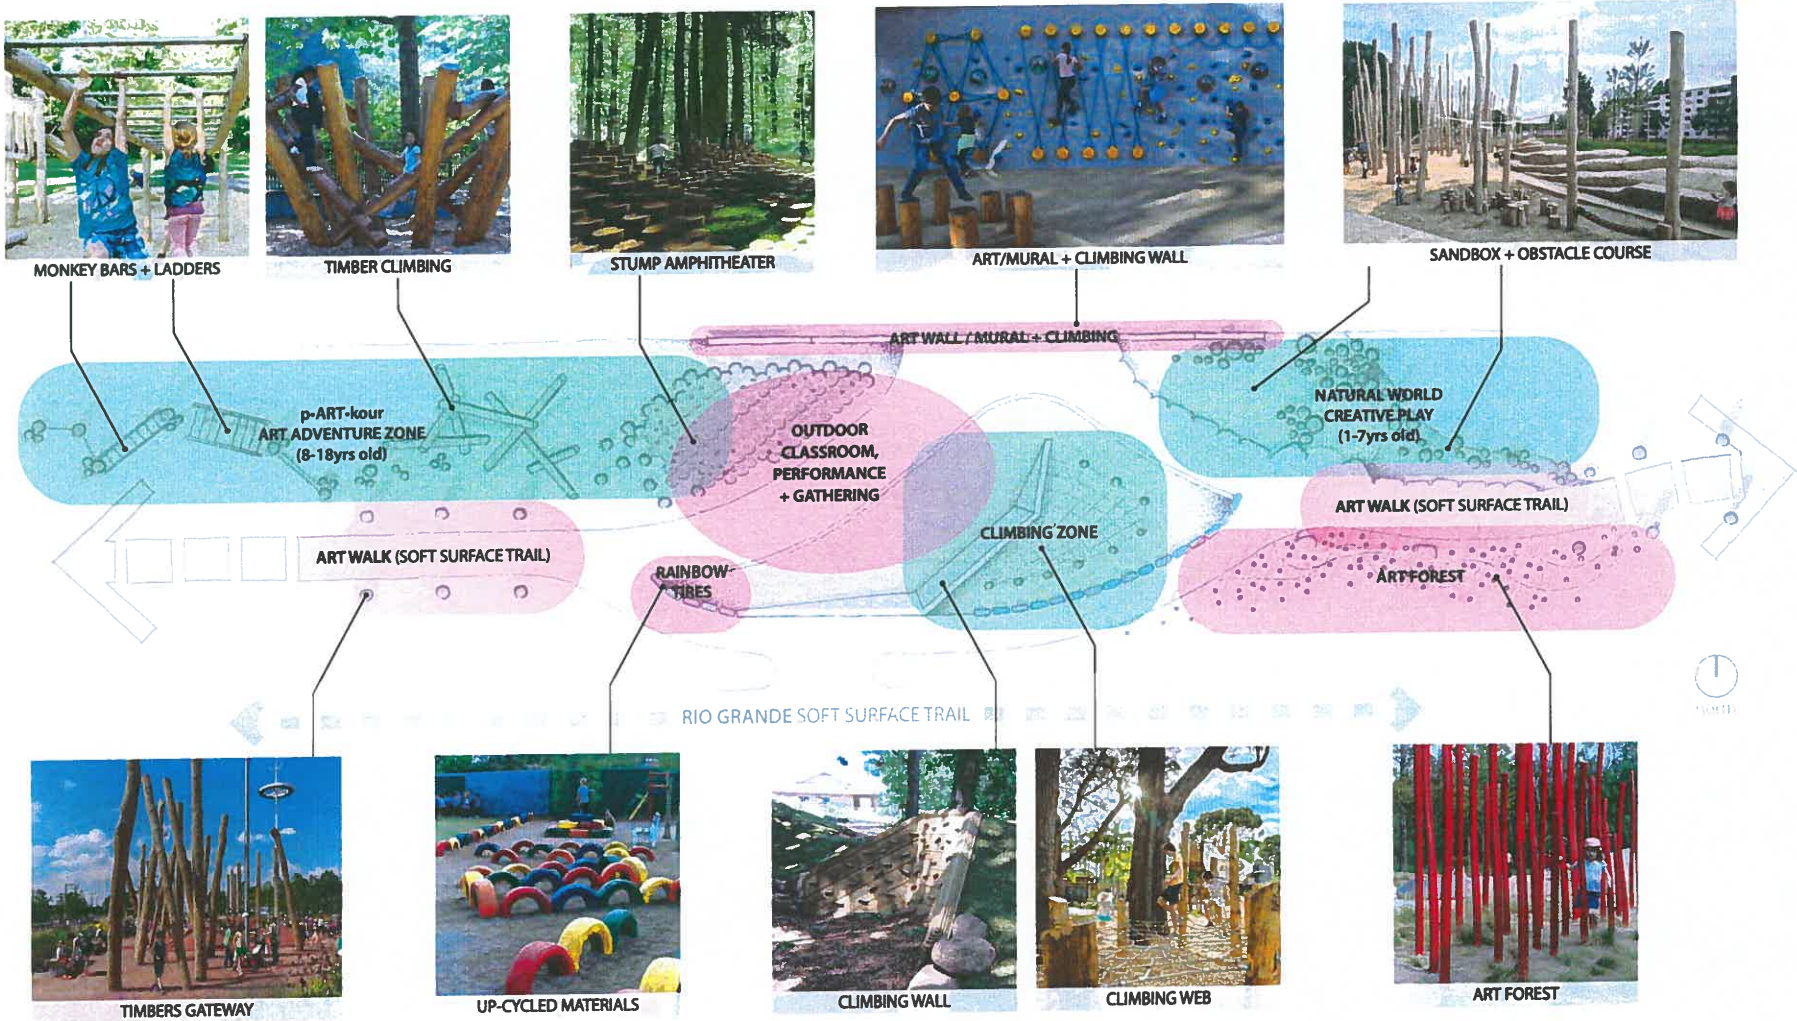 MONKEY BARS + LADDERS
TIMBER CLIMBING
STUMP AMPHITHEATER
ART/MURAL + CLIMBING WALL
SANDBOX + OBSTACLE COURSE
ART WALL / MURAL + CLIMBING
p-ART-kour
ART ADVENTURE ZONE
(8-18yrs old)
OUTDOOR
CLASSROOM,
PERFORMANCE
+ GATHERING
NATURAL WORLD
CREATIVE PLAY
(1-7yrs old)
ART WALK (SOFT SURFACE TRAIL)
CLIMBING ZONE
ART WALK (SOFT SURFACE TRAIL)
RAINBOW
TIRES
ART FOREST
RIO GRANDE SOFT SURFACE TRAIL
north
TIMBERS GATEWAY
UP-CYCLED MATERIALS
CLIMBING WALL
CLIMBING WEB
ART FOREST